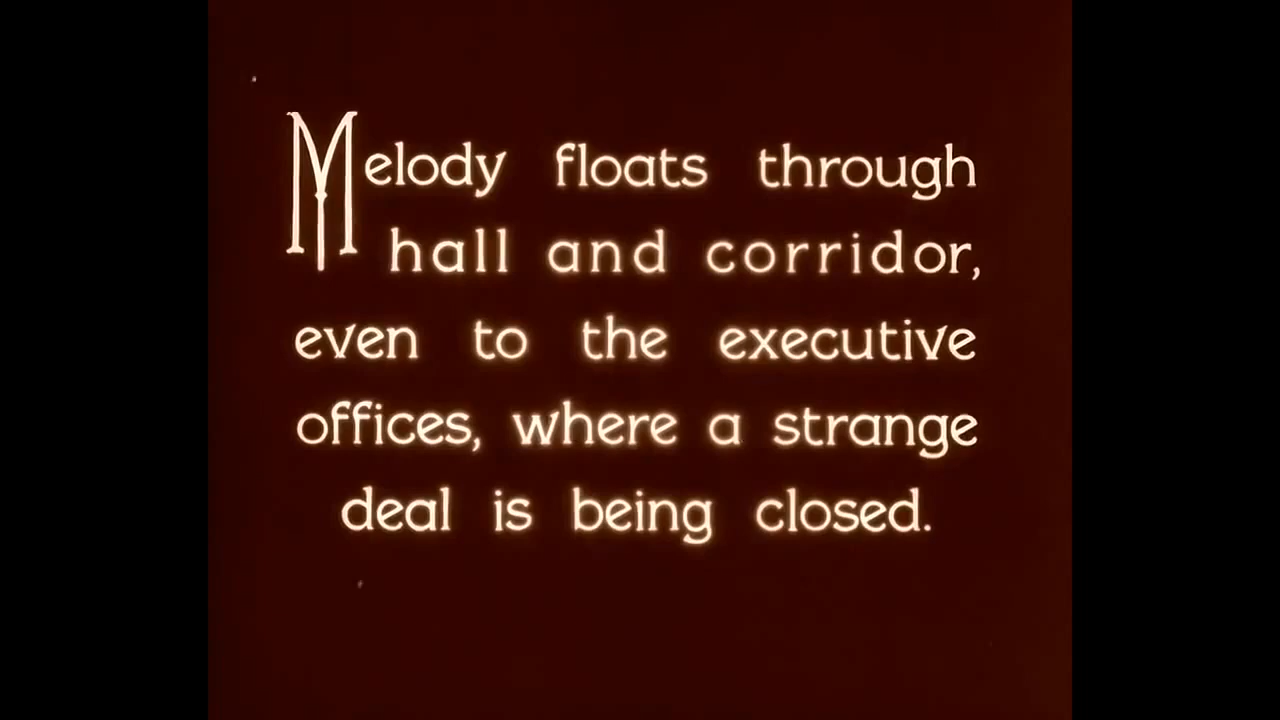 Melody floats through
hall and corridor,
even to the executive
offices, where a strange
deal is being closed.